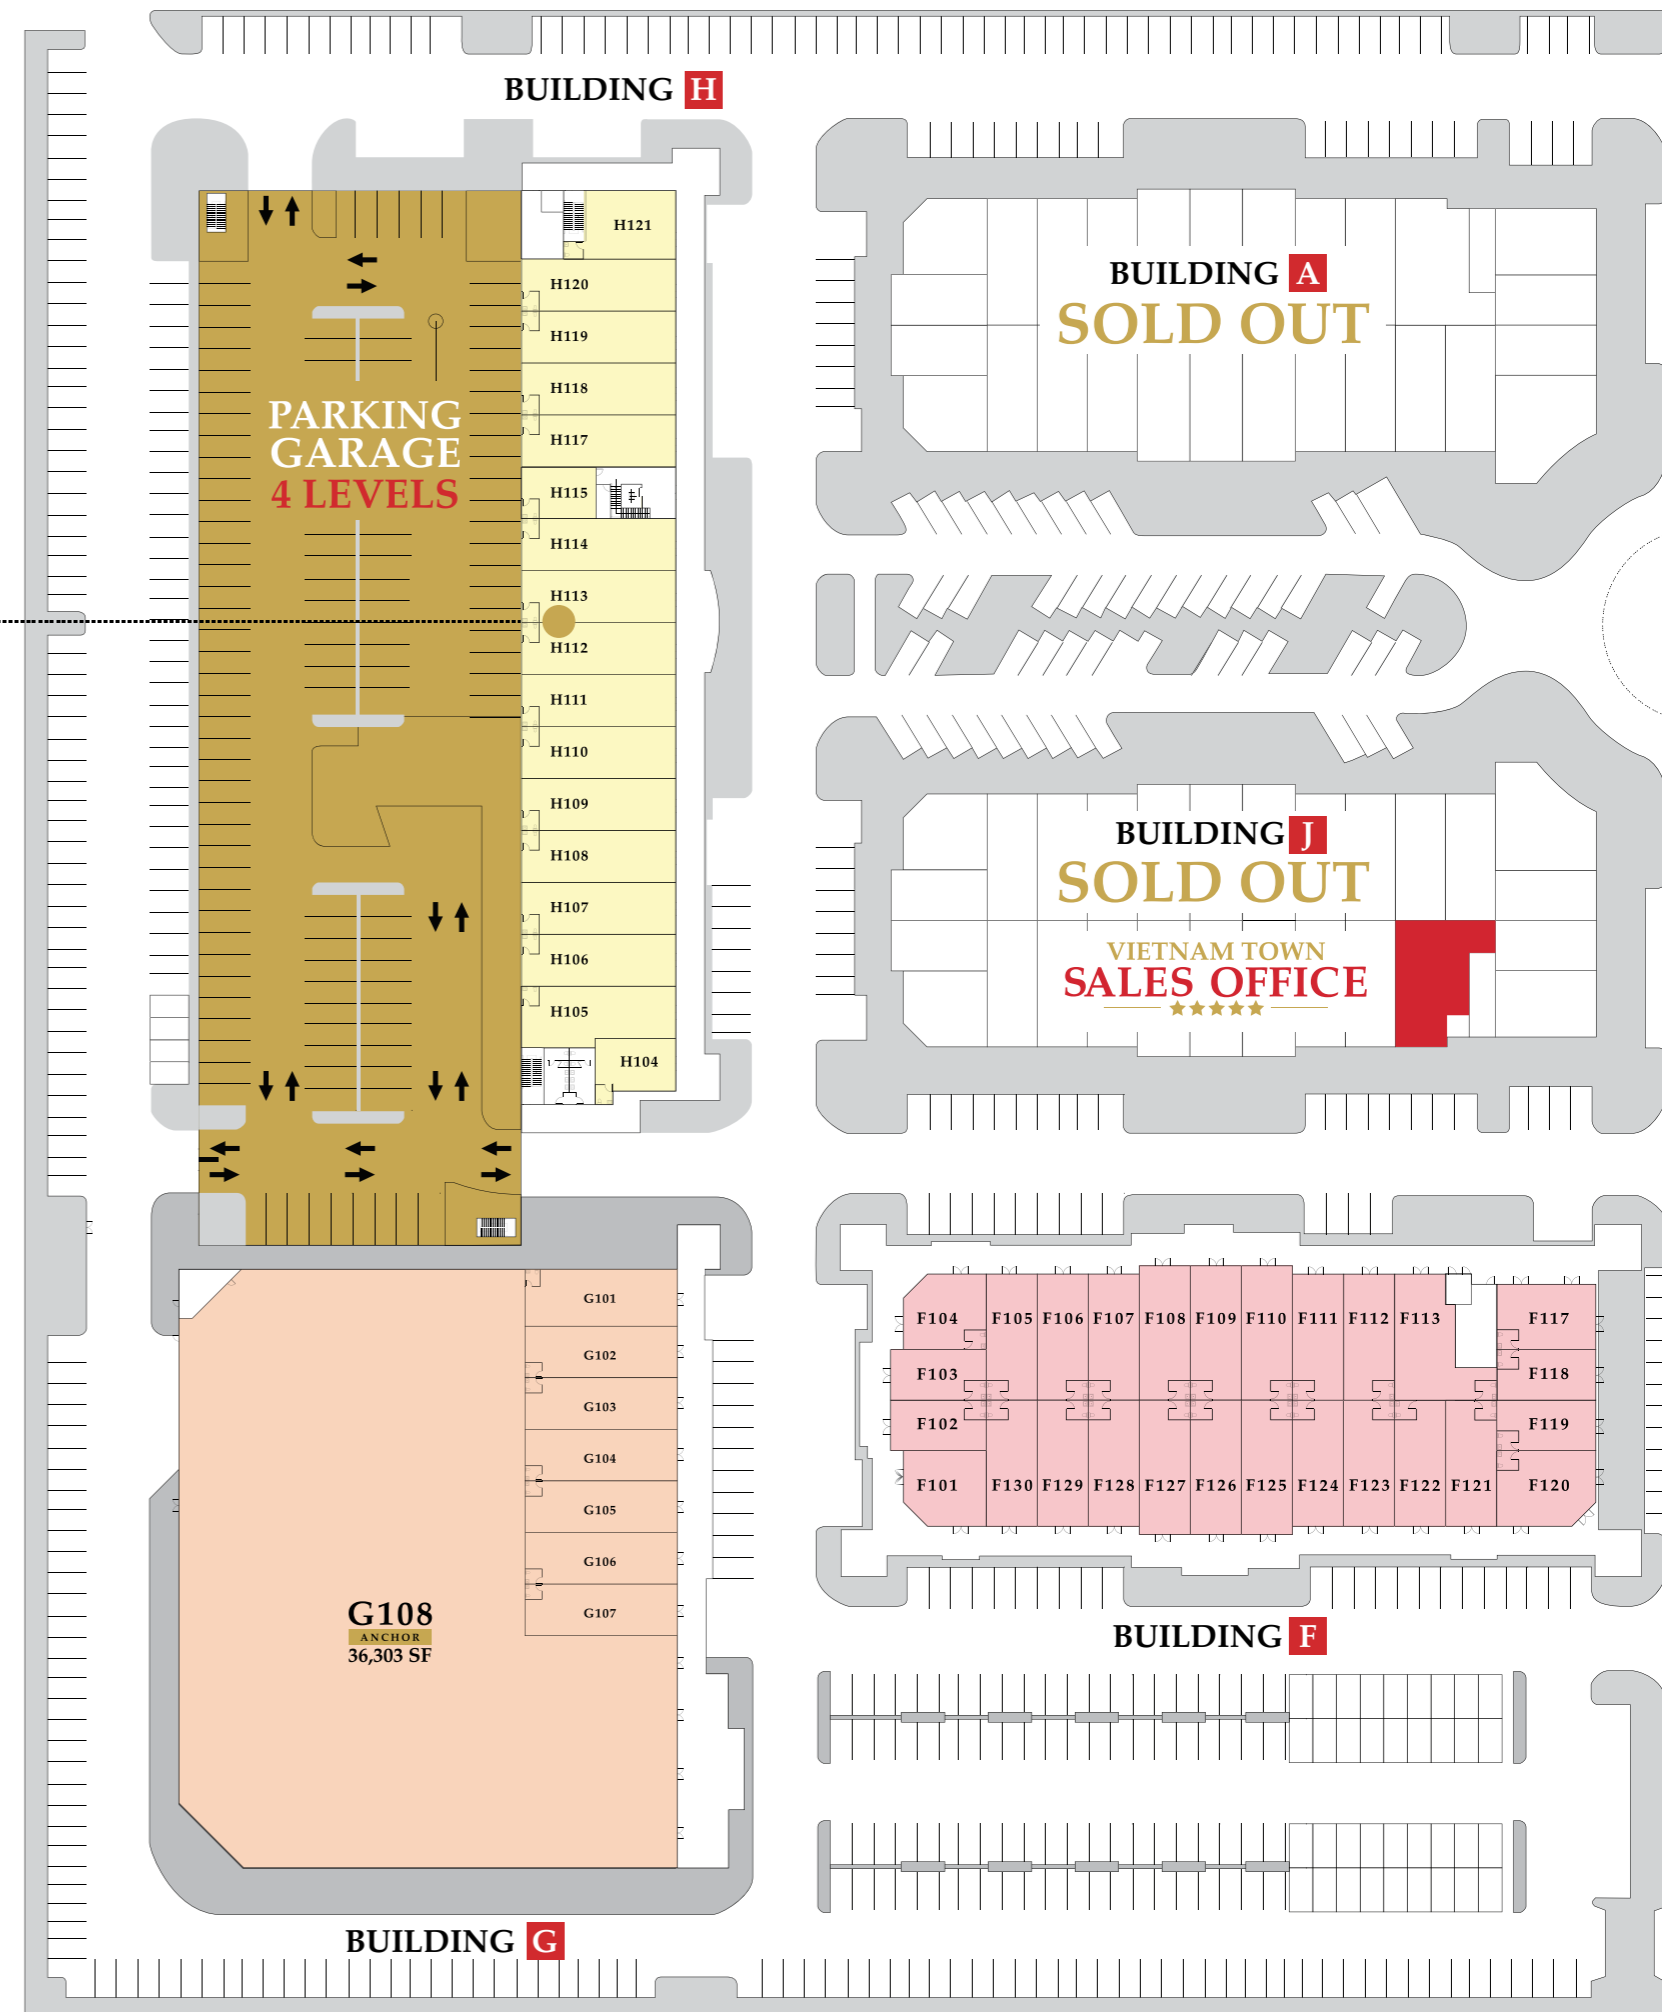 BUILDING H
H121
H120
H119
H118
H117
H115
H114
H113
H112
H111
H110
H109
H108
H107
H106
H105
H104
PARKING
GARAGE
4 LEVELS
BUILDING A
SOLD OUT
BUILDING J
SOLD OUT
VIETNAM TOWN
SALES OFFICE
G101
G102
G103
G104
G105
G106
G107
G108
ANCHOR
36,303 SF
BUILDING G
F104 F105 F106 F107 F108 F109 F110 F111 F112 F113 F117
F103 F118
F102 F119
F101 F130 F129 F128 F127 F126 F125 F124 F123 F122 F121 F120
BUILDING F